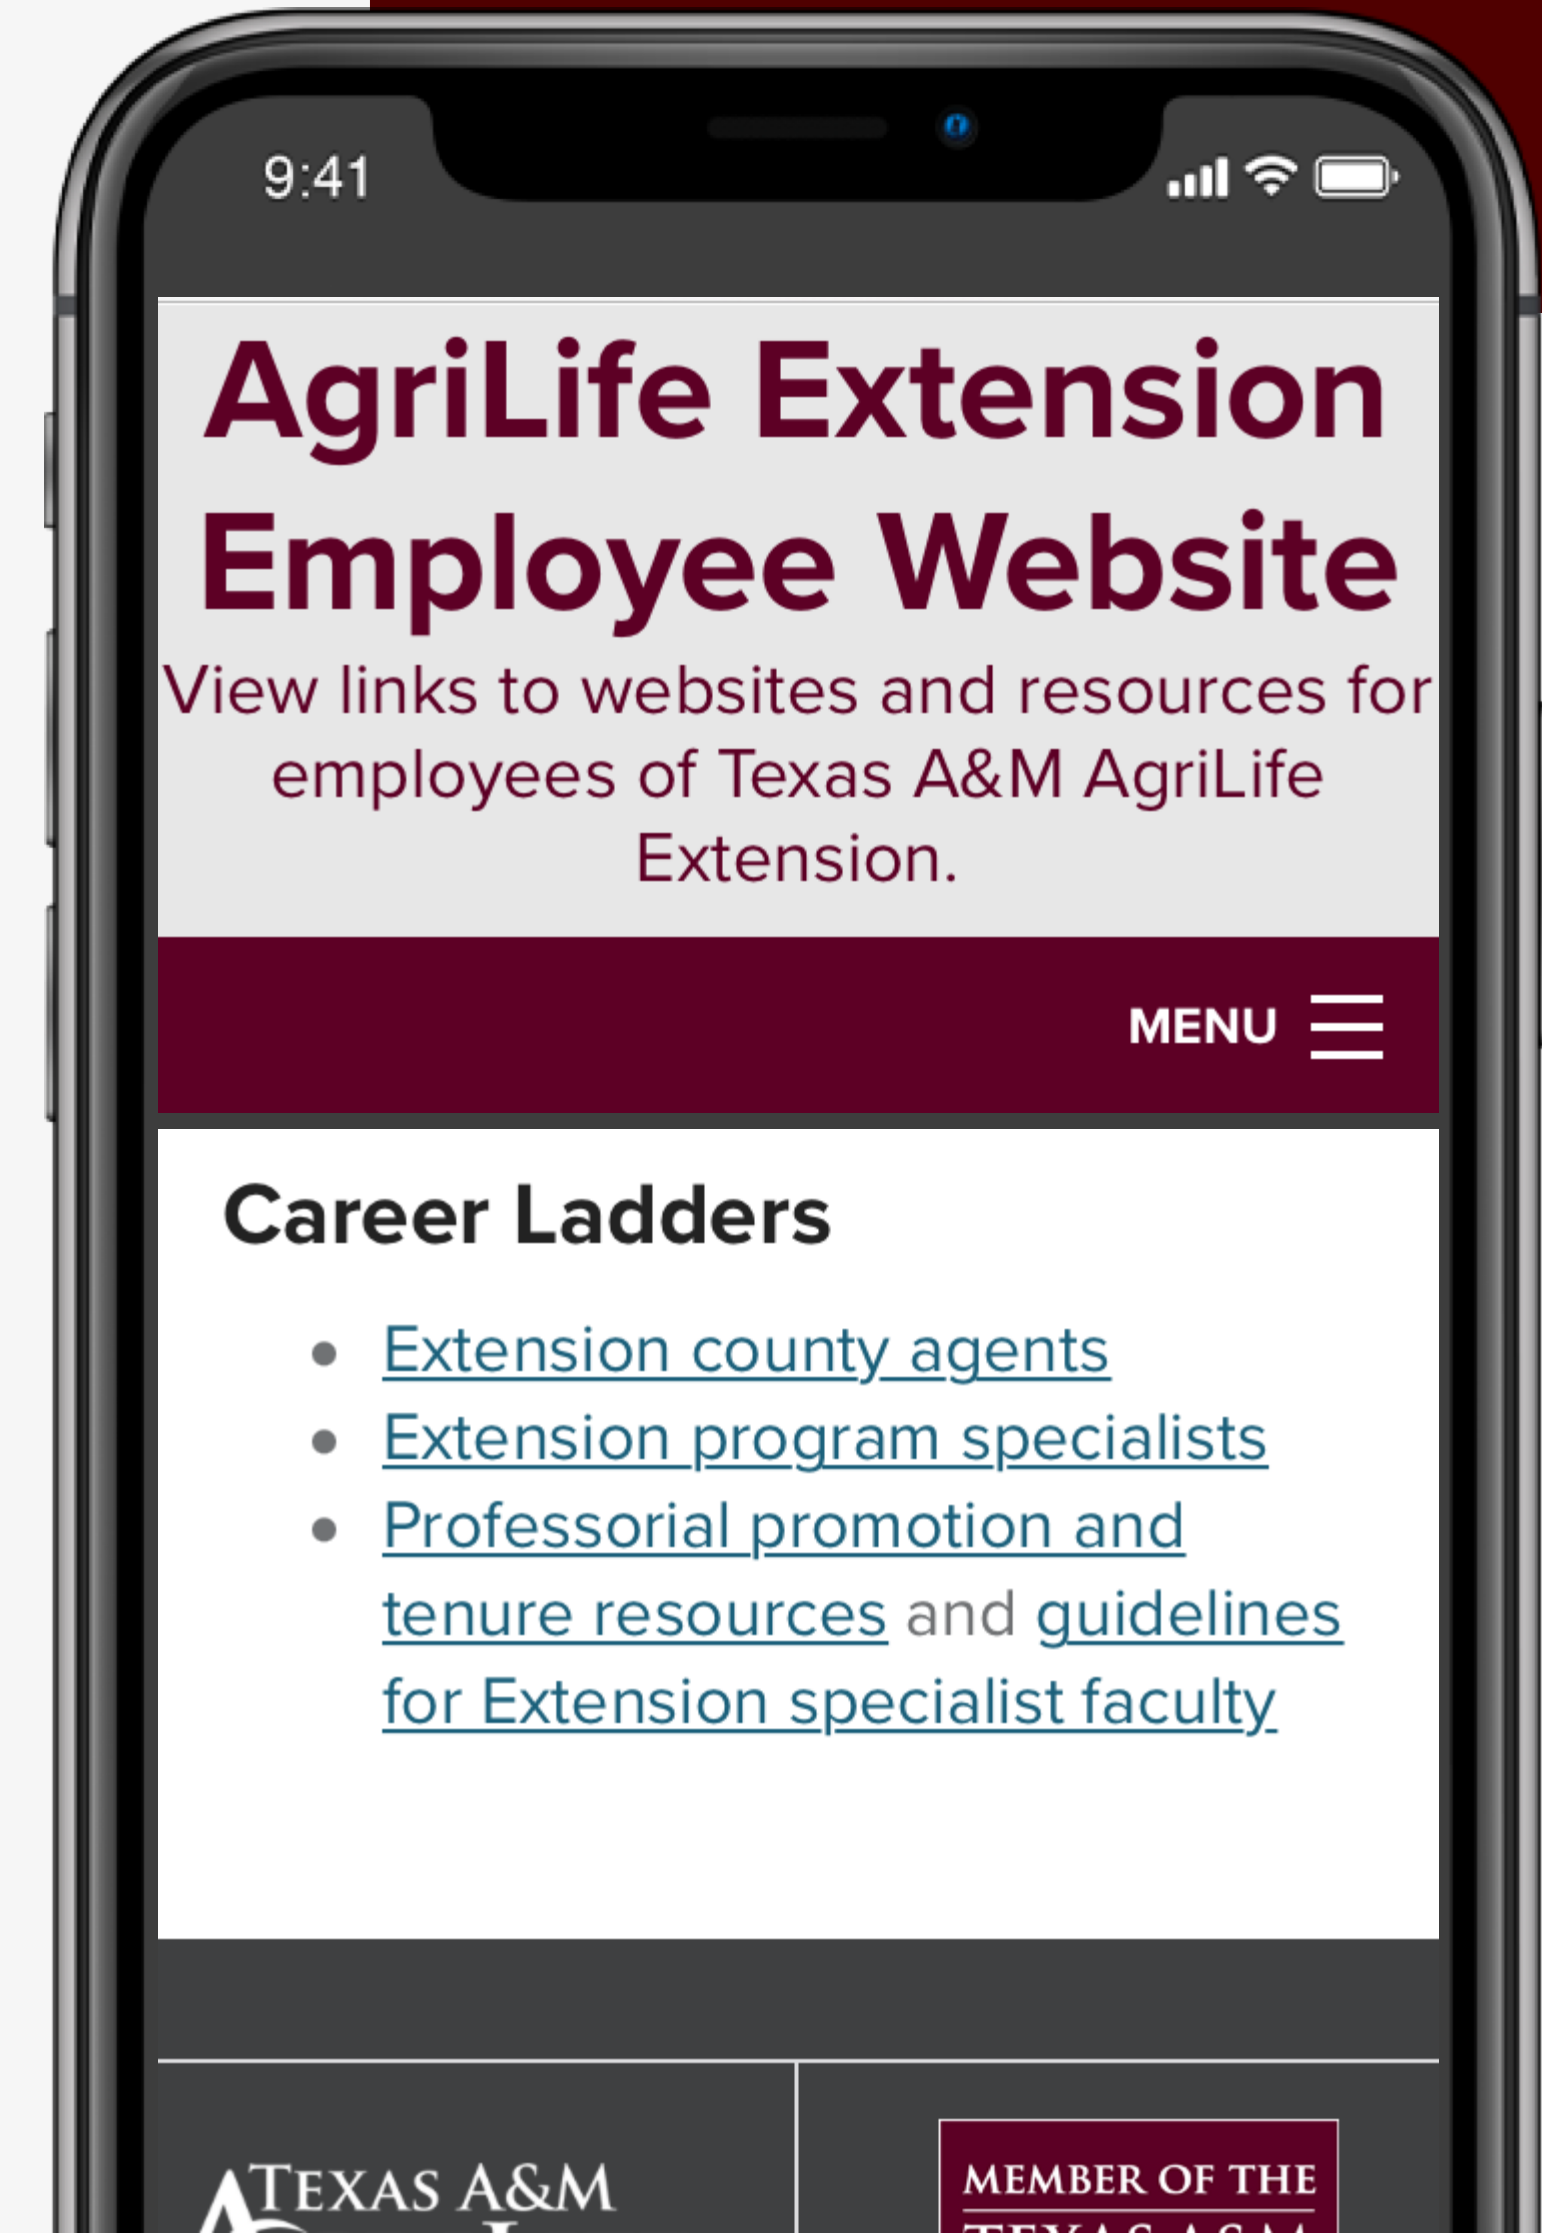 9:41
AgriLife Extension
Employee Website
View links to websites and resources for
employees of Texas A&M AgriLife
Extension.
MENU
Career Ladders
Extension county agents
Extension program specialists
Professorial promotion and
tenure resources and guidelines
for Extension specialist faculty
TEXAS A&M
MEMBER OF THE
TEXAS A&M